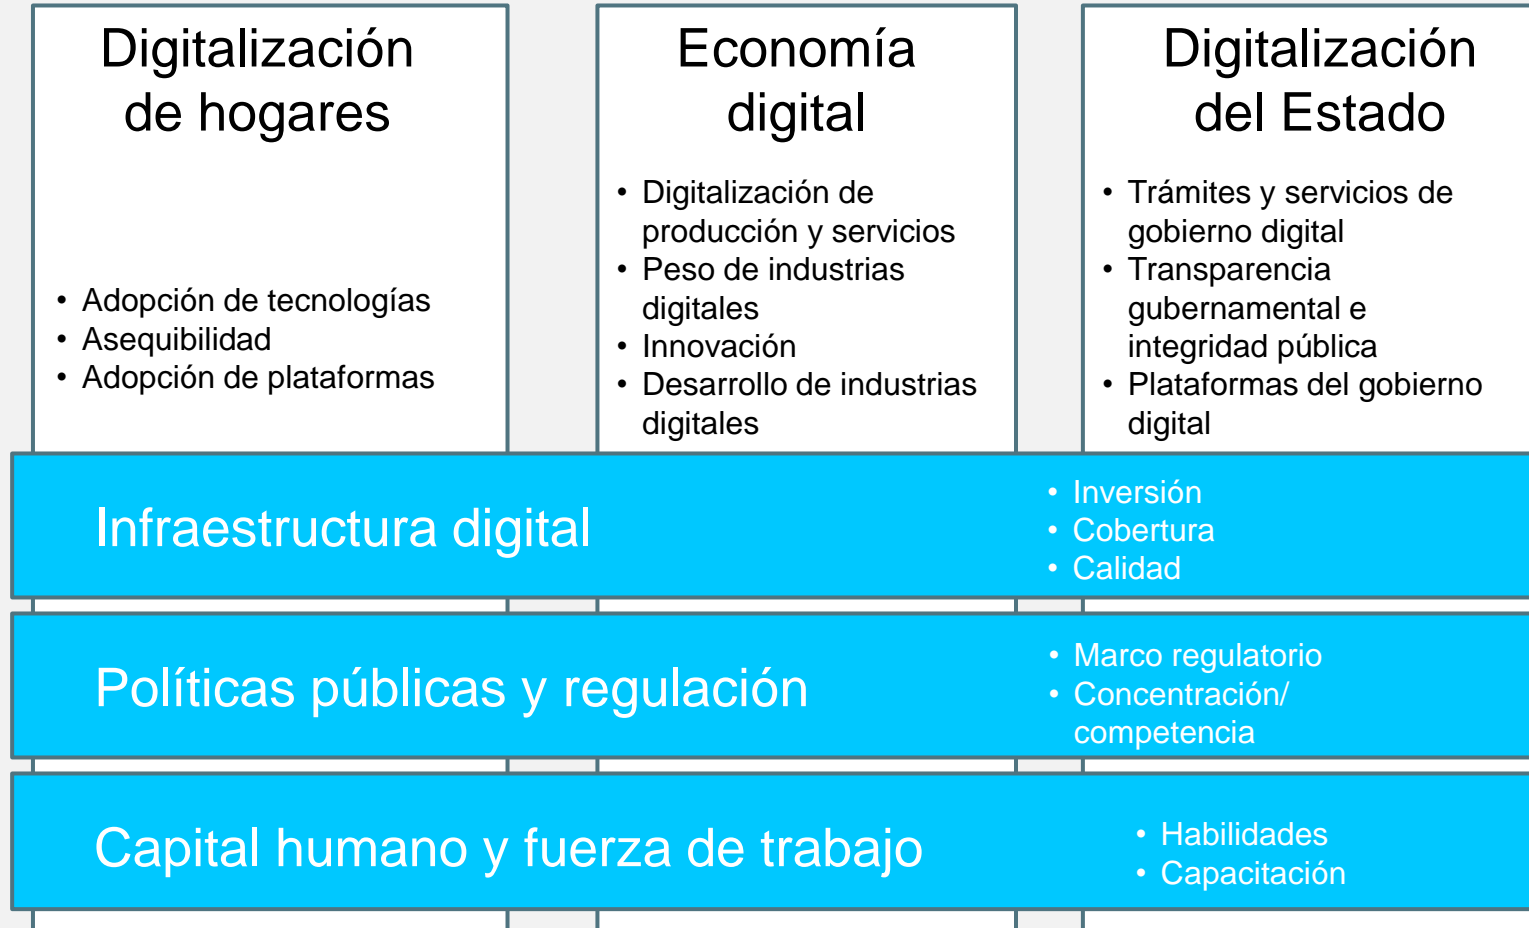 Digitalización
de hogares
• Adopción de tecnologías
• Asequibilidad
• Adopción de plataformas
Economía
digital
• Digitalización de
producción y servicios
• Peso de industrias
digitales
• Innovación
• Desarrollo de industrias
digitales
Digitalización
del Estado
• Trámites y servicios de
gobierno digital
• Transparencia
gubernamental e
integridad pública
• Plataformas del gobierno
digital
Infraestructura digital
• Inversión
• Cobertura
• Calidad
Políticas públicas y regulación
• Marco regulatorio
• Concentración/
competencia
Capital humano y fuerza de trabajo
• Habilidades
• Capacitación